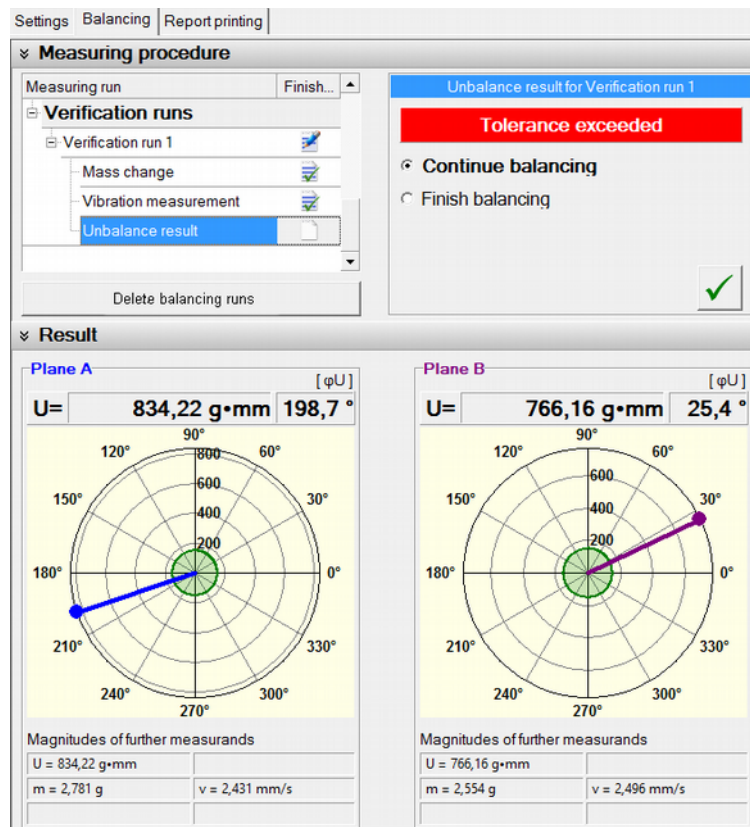 Settings Balancing Report printing
Measuring procedure
Measuring run Finish...
Verification runs
Verification run 1
Mass change
Vibration measurement
Unbalance result
Delete balancing runs
Unbalance result for Verification run 1
Tolerance exceeded
Continue balancing
Finish balancing
Result
Plane A
[ φU ]
U= 834,22 g•mm 198,7 °
90°
120° 800 60°
600
150° 400 30°
200
180° 0°
210° 330°
240° 300°
270°
Magnitudes of further measurands
U = 834,22 g•mm
m = 2,781 g v = 2,431 mm/s
Plane B
[ φU ]
U= 766,16 g•mm 25,4 °
90°
120° 60°
600
150° 400 30°
200
180° 0°
210° 330°
240° 300°
270°
Magnitudes of further measurands
U = 766,16 g•mm
m = 2,554 g v = 2,496 mm/s